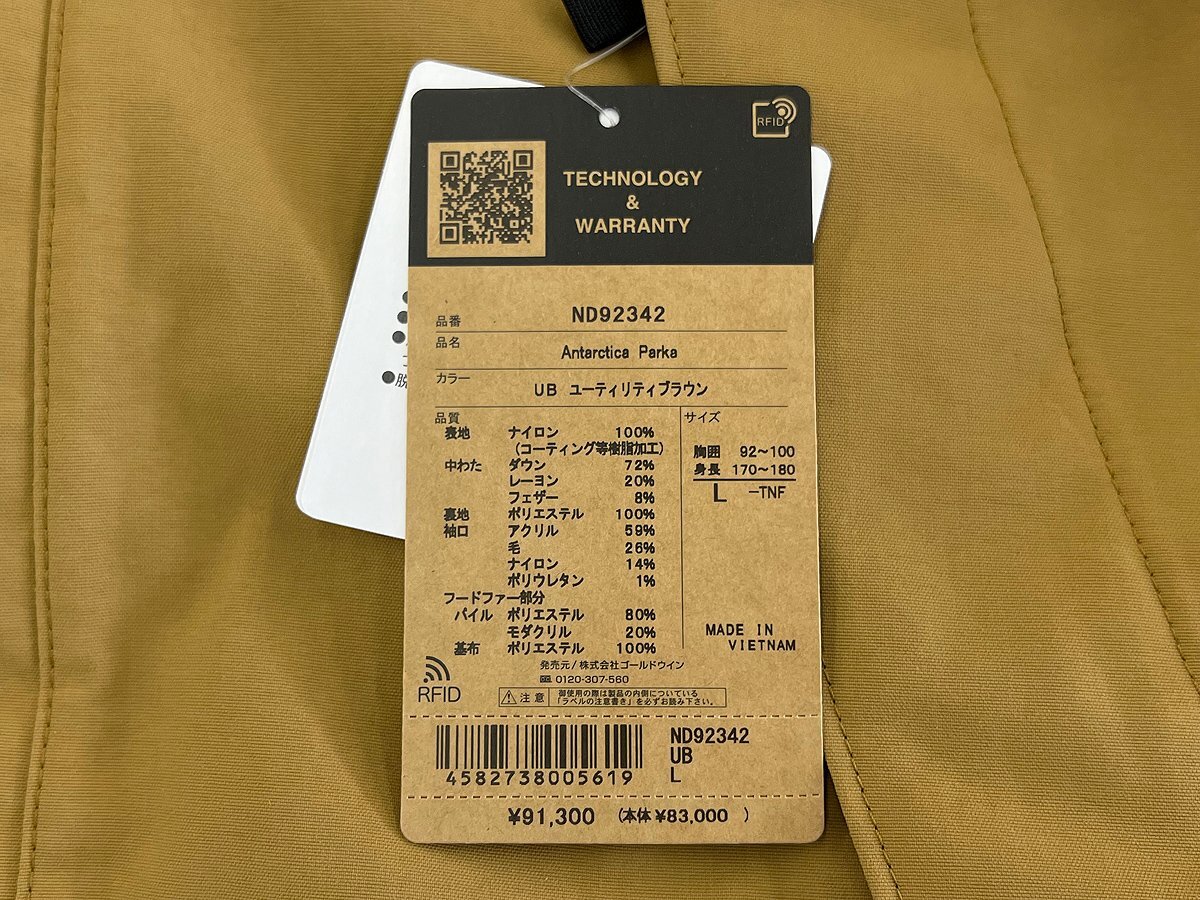 RFID
TECHNOLOGY
&
WARRANTY
品番 ND92342
品名 Antarctica Parka
カラー UB ユーティリティブラウン
品質
表地 ナイロン 100%
(コーティング等樹脂加工)
中わた ダウン 72%
レーヨン 20%
フェザー 8%
裏地 ポリエステル 100%
袖口 アクリル 59%
毛 26%
ナイロン 14%
ポリウレタン 1%
フードファー部分
パイル ポリエステル 80%
モダクリル 20%
基布 ポリエステル 100%
サイズ
胸囲 92~100
身長 170~180
L -TNF
MADE IN
VIETNAM
発売元/株式会社ゴールドウイン
0120-307-560
RFID
注意 御使用の際は製品の内側についている
「ラベルの注意書き」を必ずお読み下さい。
4582738005619
ND92342
UB
L
¥91,300 (本体¥83,000 )